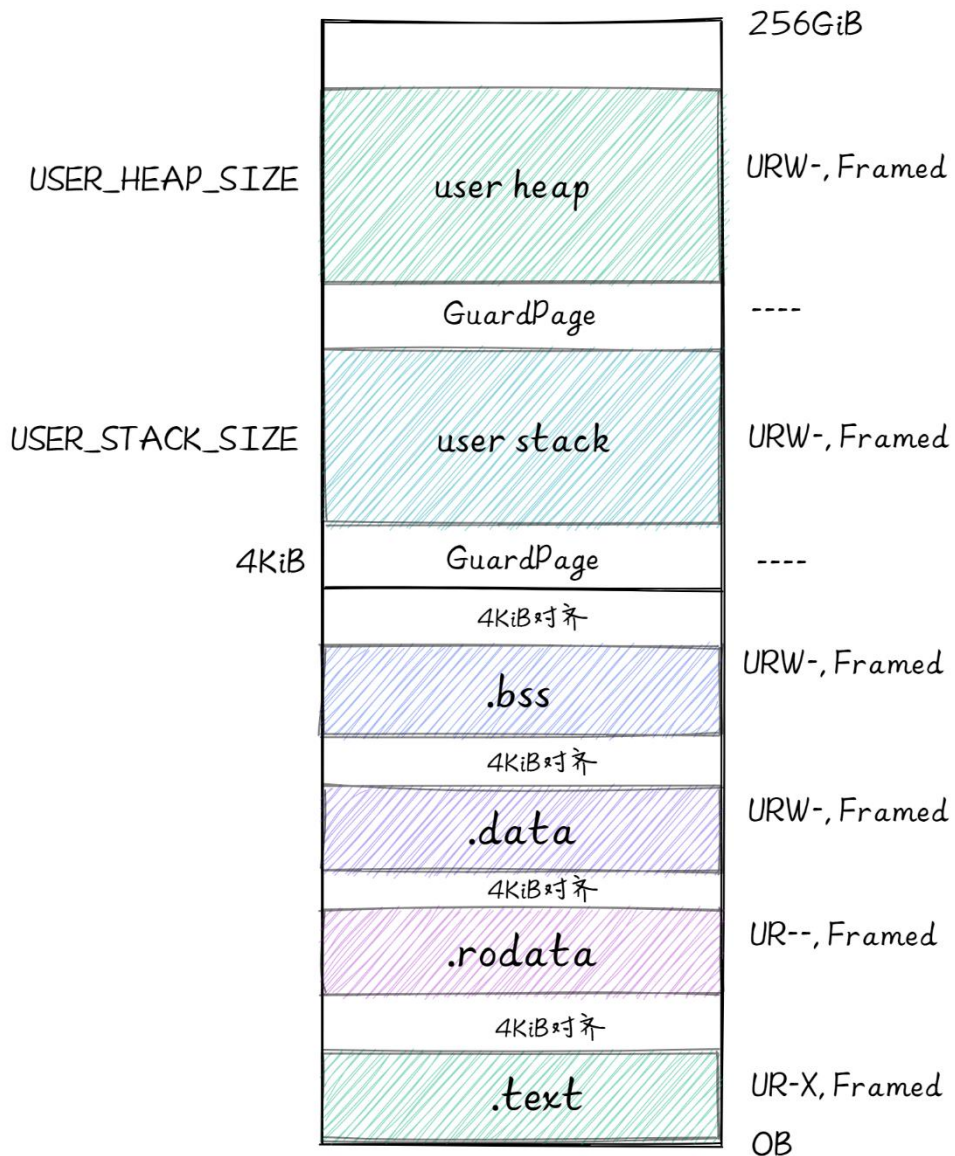 256GiB
USER_HEAP_SIZE
user heap
URW-, Framed
GuardPage
----
USER_STACK_SIZE
user stack
URW-, Framed
4KiB
GuardPage
----
4KiB对齐
.bss
URW-, Framed
4KiB对齐
.data
URW-, Framed
4KiB对齐
.rodata
UR--, Framed
4KiB对齐
.text
UR-X, Framed
0B